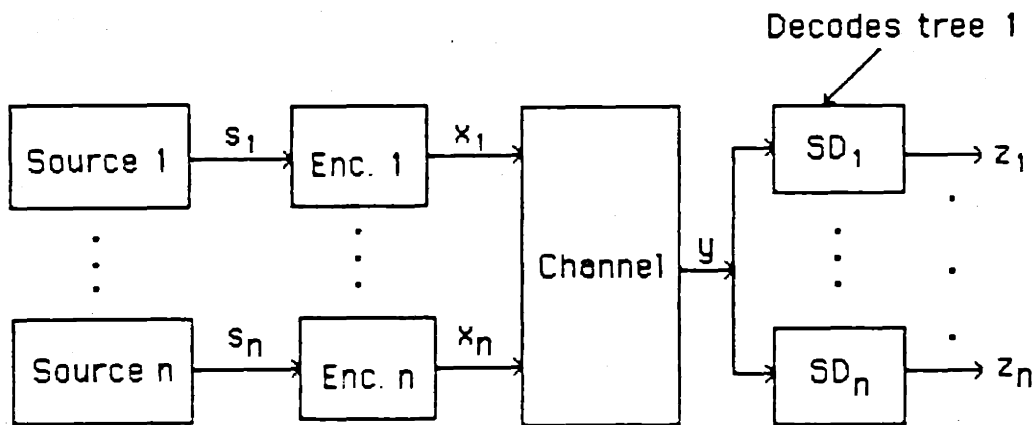 Decodes tree 1
Source 1
s₁
Enc. 1
x₁
Channel
y
SD₁
z₁
Source n
sₙ
Enc. n
xₙ
SDₙ
zₙ